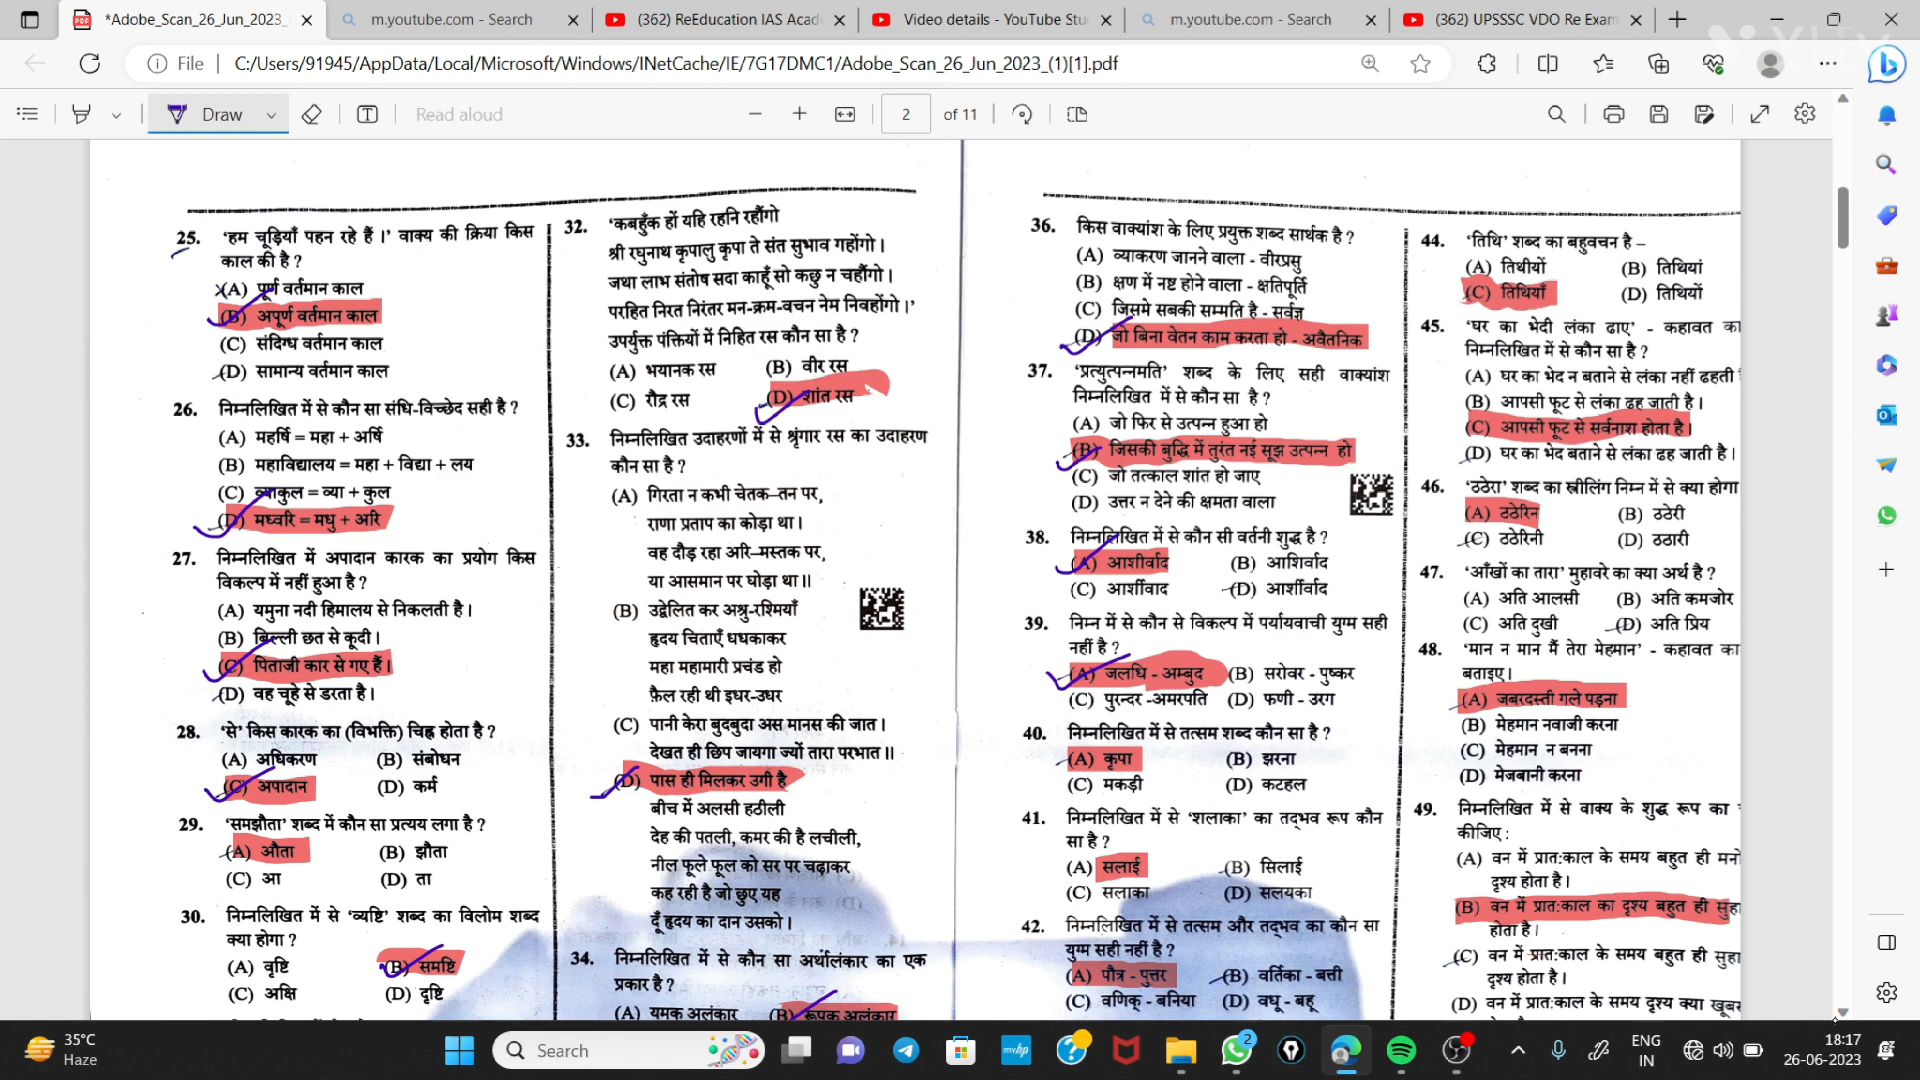 *Adobe_Scan_26_Jun_2023_
m.youtube.com - Search
(362) ReEducation IAS Acad
Video details - YouTube Stu
m.youtube.com - Search
(362) UPSSSC VDO Re Exam
File
C:/Users/91945/AppData/Local/Microsoft/Windows/INetCache/IE/7G17DMC1/Adobe_Scan_26_Jun_2023_(1)[1].pdf
Draw
Read aloud
2
of 11
25. 'हम चूड़ियाँ पहन रहे हैं ।' वाक्य की क्रिया किस
काल की है ?
(A) पूर्ण वर्तमान काल
(B) अपूर्ण वर्तमान काल
(C) संदिग्ध वर्तमान काल
(D) सामान्य वर्तमान काल
26. निम्नलिखित में से कौन सा संधि-विच्छेद सही है ?
(A) महर्षि = महा + अर्षि
(B) महाविद्यालय = महा + विद्या + लय
(C) व्याकुल = व्या + कुल
(D) मध्वरि = मधु + अरि
27. निम्नलिखित में अपादान कारक का प्रयोग किस
विकल्प में नहीं हुआ है ?
(A) यमुना नदी हिमालय से निकलती है ।
(B) बिल्ली छत से कूदी ।
(C) पिताजी कार से गए हैं ।
(D) वह चूहे से डरता है ।
28. 'से' किस कारक का (विभक्ति) चिह्न होता है ?
(A) अधिकरण (B) संबोधन
(C) अपादान (D) कर्म
29. 'समझौता' शब्द में कौन सा प्रत्यय लगा है ?
(A) औता (B) झौता
(C) आ (D) ता
30. निम्नलिखित में से 'व्यष्टि' शब्द का विलोम शब्द
क्या होगा ?
(A) वृष्टि (B) समष्टि
(C) अक्षि (D) दृष्टि
32. 'कबहुँक हों यहि रहनि रहौंगो
श्री रघुनाथ कृपालु कृपा ते संत सुभाव गहोंगो ।
जथा लाभ संतोष सदा काहूँ सो कछु न चहौंगो ।
परहित निरत निरंतर मन-क्रम-वचन नेम निवहोंगो ।'
उपर्युक्त पंक्तियों में निहित रस कौन सा है ?
(A) भयानक रस (B) वीर रस
(C) रौद्र रस (D) शांत रस
33. निम्नलिखित उदाहरणों में से श्रृंगार रस का उदाहरण
कौन सा है ?
(A) गिरता न कभी चेतक–तन पर,
राणा प्रताप का कोड़ा था ।
वह दौड़ रहा अरि–मस्तक पर,
या आसमान पर घोड़ा था ॥
(B) उद्वेलित कर अश्रु-रश्मियाँ
हृदय चिताएँ धधकाकर
महा महामारी प्रचंड हो
फ़ैल रही थी इधर-उधर
(C) पानी केरा बुदबुदा अस मानस की जात ।
देखत ही छिप जायगा ज्यों तारा परभात ॥
(D) पास ही मिलकर उगी है
बीच में अलसी हठीली
देह की पतली, कमर की है लचीली,
नील फूले फूल को सर पर चढ़ाकर
कह रही है जो छुए यह
दूँ हृदय का दान उसको ।
34. निम्नलिखित में से कौन सा अर्थालंकार का एक
प्रकार है ?
(A) यमक अलंकार (B) रूपक अलंकार
36. किस वाक्यांश के लिए प्रयुक्त शब्द सार्थक है ?
(A) व्याकरण जानने वाला - वीरप्रसु
(B) क्षण में नष्ट होने वाला - क्षतिपूर्ति
(C) जिसमे सबकी सम्मति है - सर्वज्ञ
(D) जो बिना वेतन काम करता हो - अवैतनिक
37. 'प्रत्युत्पन्नमति' शब्द के लिए सही वाक्यांश
निम्नलिखित में से कौन सा है ?
(A) जो फिर से उत्पन्न हुआ हो
(B) जिसकी बुद्धि में तुरंत नई सूझ उत्पन्न हो
(C) जो तत्काल शांत हो जाए
(D) उत्तर न देने की क्षमता वाला
38. निम्नलिखित में से कौन सी वर्तनी शुद्ध है ?
(A) आशीर्वाद (B) आशिर्वाद
(C) आर्शीवाद (D) आर्शीर्वाद
39. निम्न में से कौन से विकल्प में पर्यायवाची युग्म सही
नहीं है ?
(A) जलधि - अम्बुद (B) सरोवर - पुष्कर
(C) पुरन्दर -अमरपति (D) फणी - उरग
40. निम्नलिखित में से तत्सम शब्द कौन सा है ?
(A) कृपा (B) झरना
(C) मकड़ी (D) कटहल
41. निम्नलिखित में से 'शलाका' का तद्भव रूप कौन
सा है ?
(A) सलाई (B) सिलाई
(C) सलाका (D) सलयका
42. निम्नलिखित में से तत्सम और तद्भव का कौन सा
युग्म सही नहीं है ?
(A) पौत्र - पुत्तर (B) वर्तिका - बत्ती
(C) वणिक् - बनिया (D) वधू - बहू
44. 'तिथि' शब्द का बहुवचन है –
(A) तिथीयों (B) तिथियां
(C) तिथियाँ (D) तिथियों
45. 'घर का भेदी लंका ढाए' - कहावत का
निम्नलिखित में से कौन सा है ?
(A) घर का भेद न बताने से लंका नहीं ढहती
(B) आपसी फूट से लंका ढह जाती है ।
(C) आपसी फूट से सर्वनाश होता है ।
(D) घर का भेद बताने से लंका ढह जाती है ।
46. 'ठठेरा' शब्द का स्त्रीलिंग निम्न में से क्या होगा
(A) ठठेरिन (B) ठठेरी
(C) ठठेरिनी (D) ठठारी
47. 'आँखों का तारा' मुहावरे का क्या अर्थ है ?
(A) अति आलसी (B) अति कमजोर
(C) अति दुखी (D) अति प्रिय
48. 'मान न मान मैं तेरा मेहमान' - कहावत का
बताइए ।
(A) जबरदस्ती गले पड़ना
(B) मेहमान नवाजी करना
(C) मेहमान न बनना
(D) मेजबानी करना
49. निम्नलिखित में से वाक्य के शुद्ध रूप का
कीजिए :
(A) वन में प्रात:काल के समय बहुत ही मनो
दृश्य होता है ।
(B) वन में प्रात:काल का दृश्य बहुत ही सुहा
होता है ।
(C) वन में प्रात:काल के समय बहुत ही सुहा
दृश्य होता है ।
(D) वन में प्रात:काल के समय दृश्य क्या खूबस
35°C
Haze
Search
ENG
IN
18:17
26-06-2023